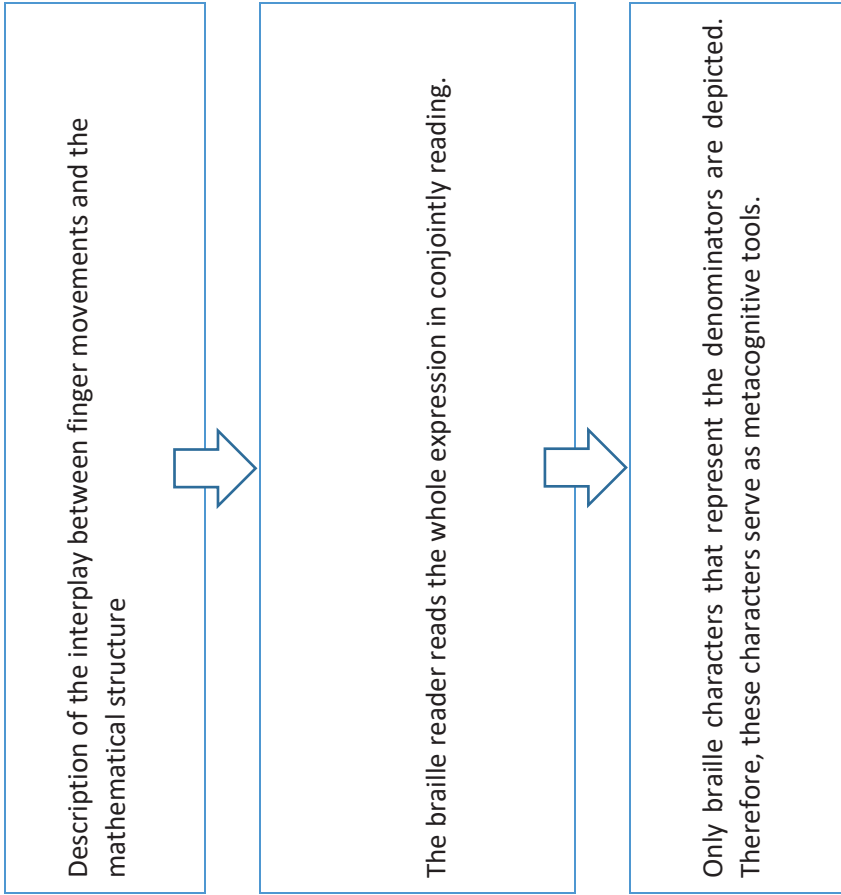 Description of the interplay between finger movements and the
mathematical structure
The braille reader reads the whole expression in conjointly reading.
Only braille characters that represent the denominators are depicted.
Therefore, these characters serve as metacognitive tools.